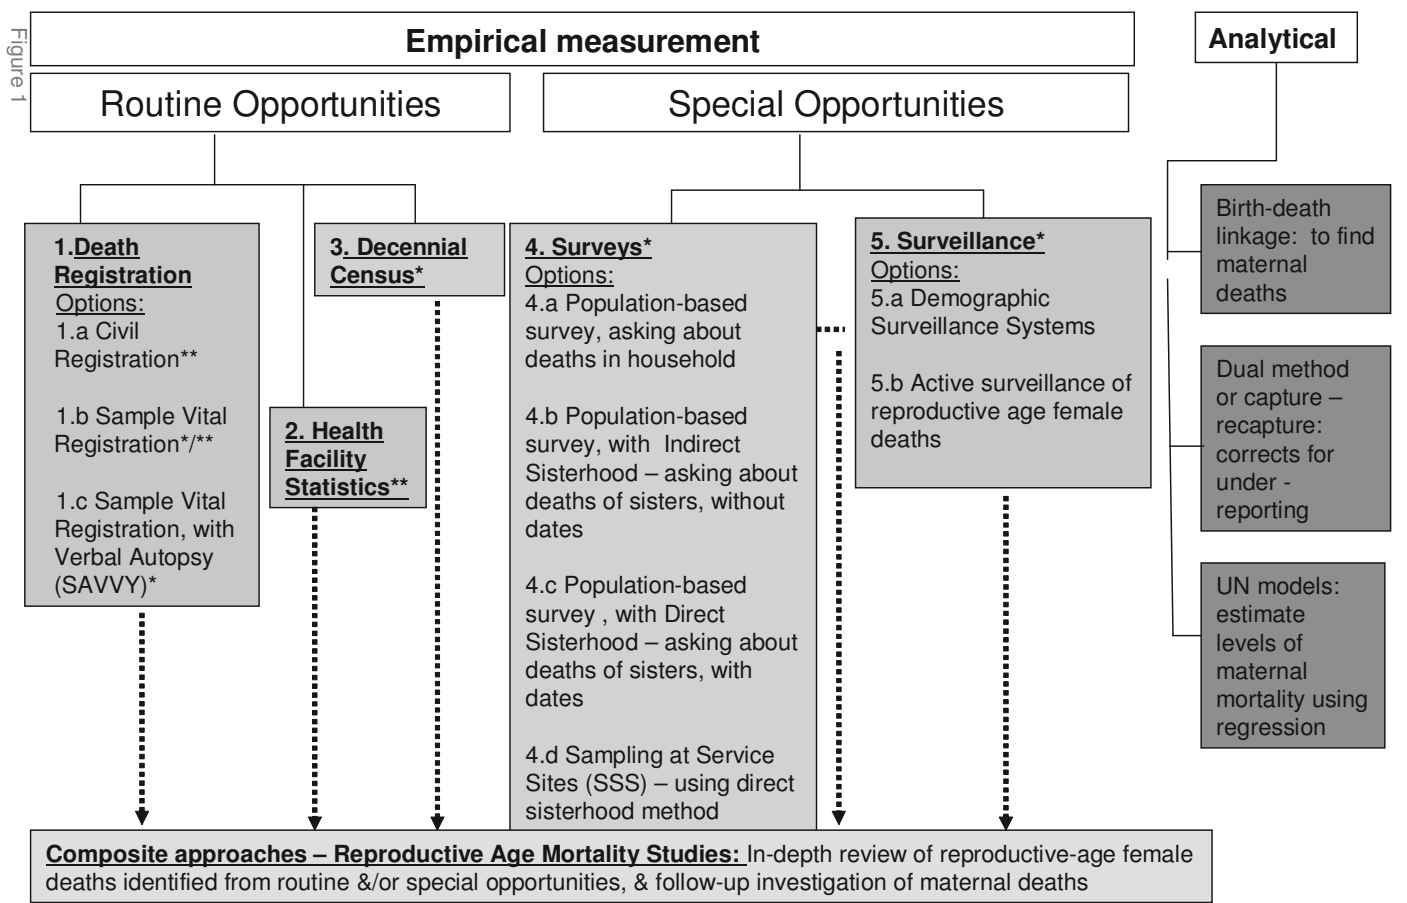 Figure 1
Empirical measurement
Analytical
Routine Opportunities
Special Opportunities
1.Death
Registration
Options:
1.a Civil
Registration**
1.b Sample Vital
Registration*/**
1.c Sample Vital
Registration, with
Verbal Autopsy
(SAVVY)*
2. Health
Facility
Statistics**
3. Decennial
Census*
4. Surveys*
Options:
4.a Population-based
survey, asking about
deaths in household
4.b Population-based
survey, with Indirect
Sisterhood – asking about
deaths of sisters, without
dates
4.c Population-based
survey , with Direct
Sisterhood – asking about
deaths of sisters, with
dates
4.d Sampling at Service
Sites (SSS) – using direct
sisterhood method
5. Surveillance*
Options:
5.a Demographic
Surveillance Systems
5.b Active surveillance of
reproductive age female
deaths
Birth-death
linkage: to find
maternal
deaths
Dual method
or capture –
recapture:
corrects for
under -
reporting
UN models:
estimate
levels of
maternal
mortality using
regression
Composite approaches – Reproductive Age Mortality Studies: In-depth review of reproductive-age female
deaths identified from routine &/or special opportunities, & follow-up investigation of maternal deaths